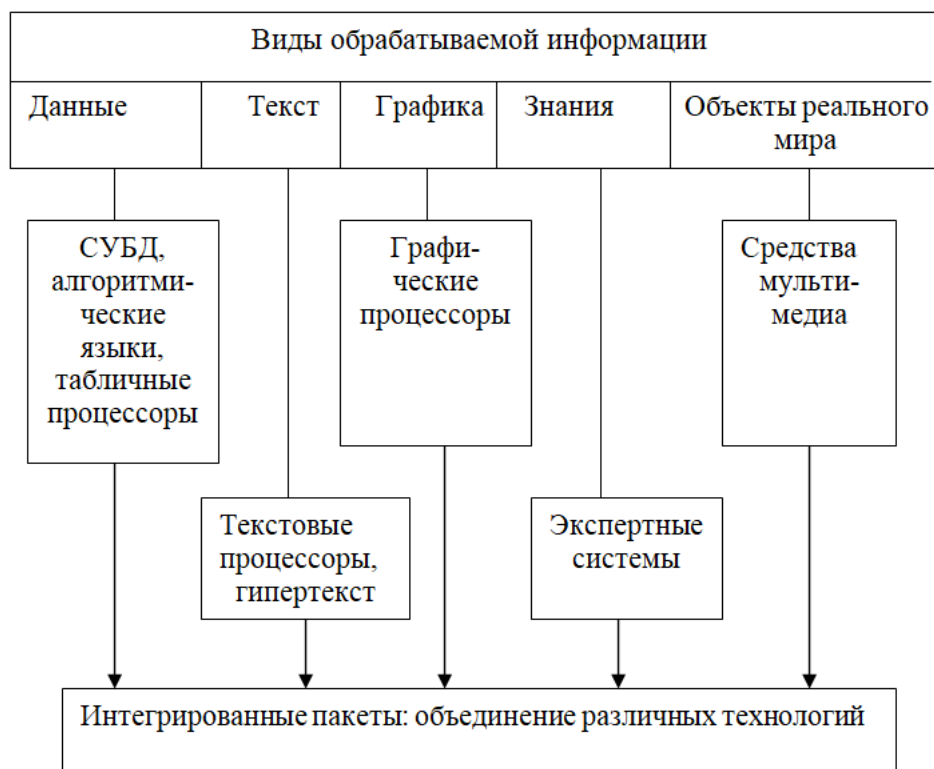 Виды обрабатываемой информации
Данные
Текст
Графика
Знания
Объекты реального
мира
СУБД,
алгоритми-
ческие
языки,
табличные
процессоры
Графи-
ческие
процессоры
Средства
мульти-
медиа
Текстовые
процессоры,
гипертекст
Экспертные
системы
Интегрированные пакеты: объединение различных технологий